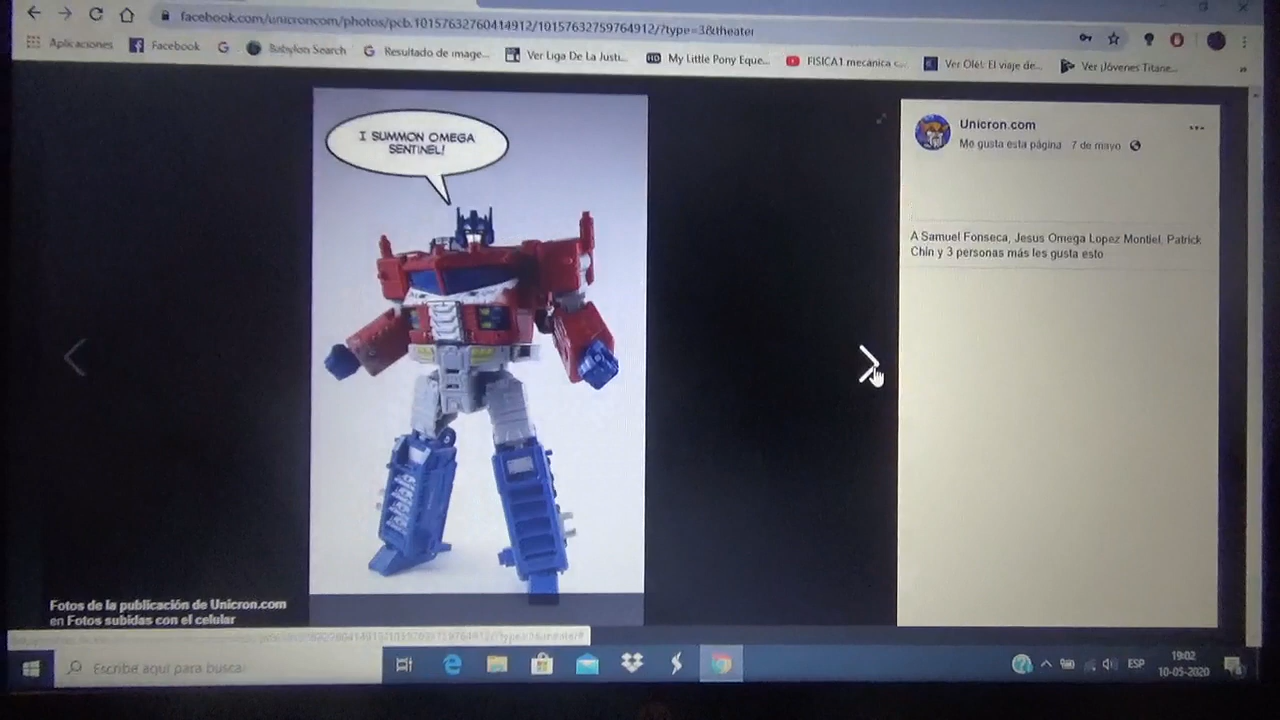 facebook.com/unicroncom/photos/pcb.10157632760414912/10157632759764912/?type=3&theater
Aplicaciones
Facebook
Babylon Search
Resultado de image...
Ver Liga De La Justi...
My Little Pony Eque...
FISICA1 mecánica c...
Ver Olé! El viaje de...
Ver ¡Jóvenes Titane...
I SUMMON OMEGA
SENTINEL!
Unicron.com
Me gusta esta página 7 de mayo
A Samuel Fonseca, Jesus Omega Lopez Montiel, Patrick
Chin y 3 personas más les gusta esto
Fotos de la publicación de Unicron.com
en Fotos subidas con el celular
Escribe aquí para buscar
ESP
19:02
10-05-2020